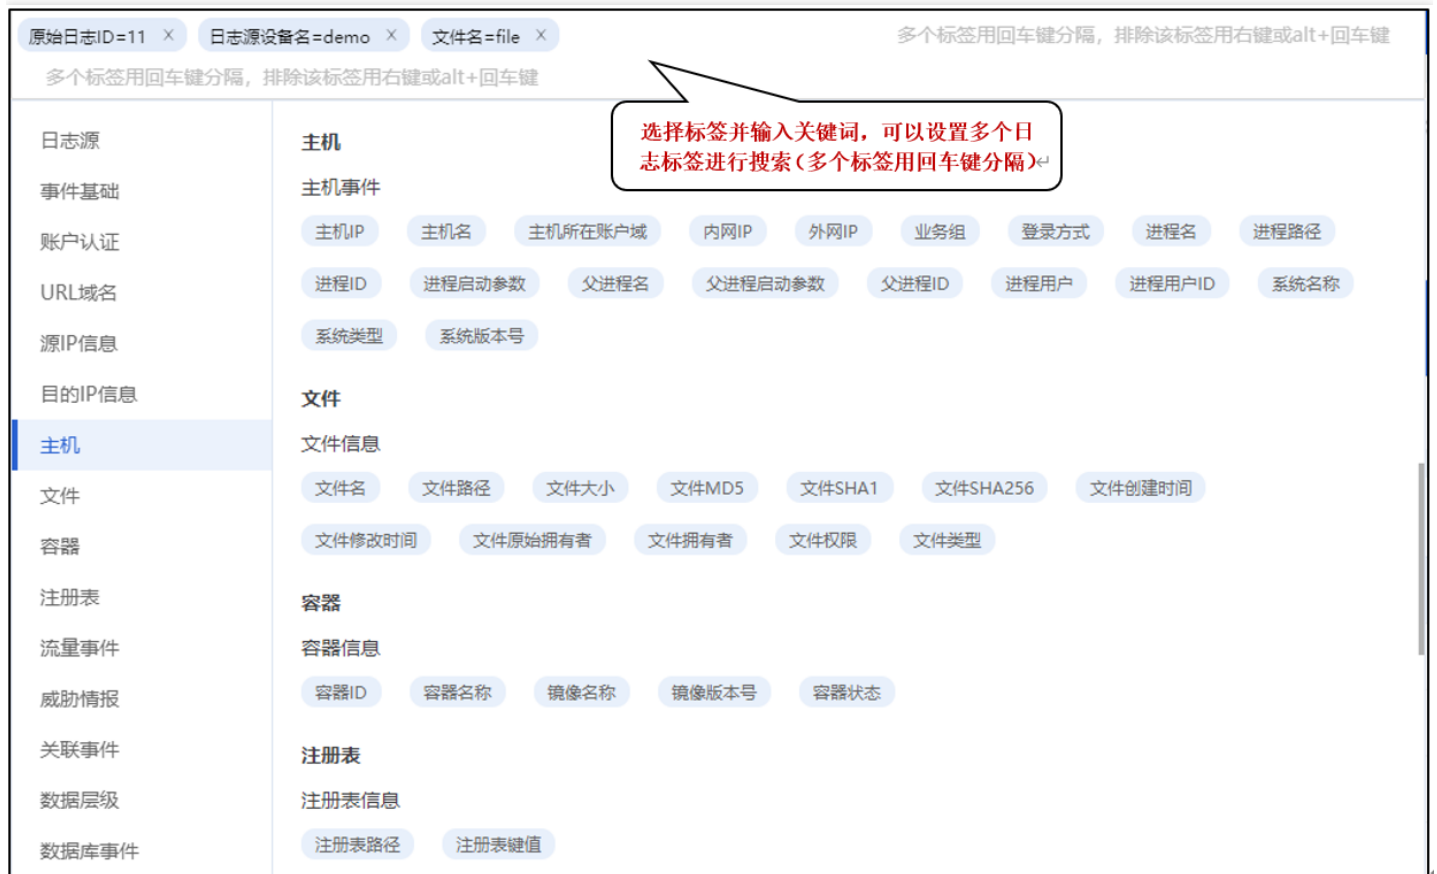 原始日志ID=11 × 日志源设备名=demo × 文件名=file × 多个标签用回车键分隔，排除该标签用右键或alt+回车键
多个标签用回车键分隔，排除该标签用右键或alt+回车键
选择标签并输入关键词，可以设置多个日
志标签进行搜索（多个标签用回车键分隔）↵
日志源
事件基础
账户认证
URL域名
源IP信息
目的IP信息
主机
文件
容器
注册表
流量事件
威胁情报
关联事件
数据层级
数据库事件
主机
主机事件
主机IP 主机名 主机所在账户域 内网IP 外网IP 业务组 登录方式 进程名 进程路径
进程ID 进程启动参数 父进程名 父进程启动参数 父进程ID 进程用户 进程用户ID 系统名称
系统类型 系统版本号
文件
文件信息
文件名 文件路径 文件大小 文件MD5 文件SHA1 文件SHA256 文件创建时间
文件修改时间 文件原始拥有者 文件拥有者 文件权限 文件类型
容器
容器信息
容器ID 容器名称 镜像名称 镜像版本号 容器状态
注册表
注册表信息
注册表路径 注册表键值